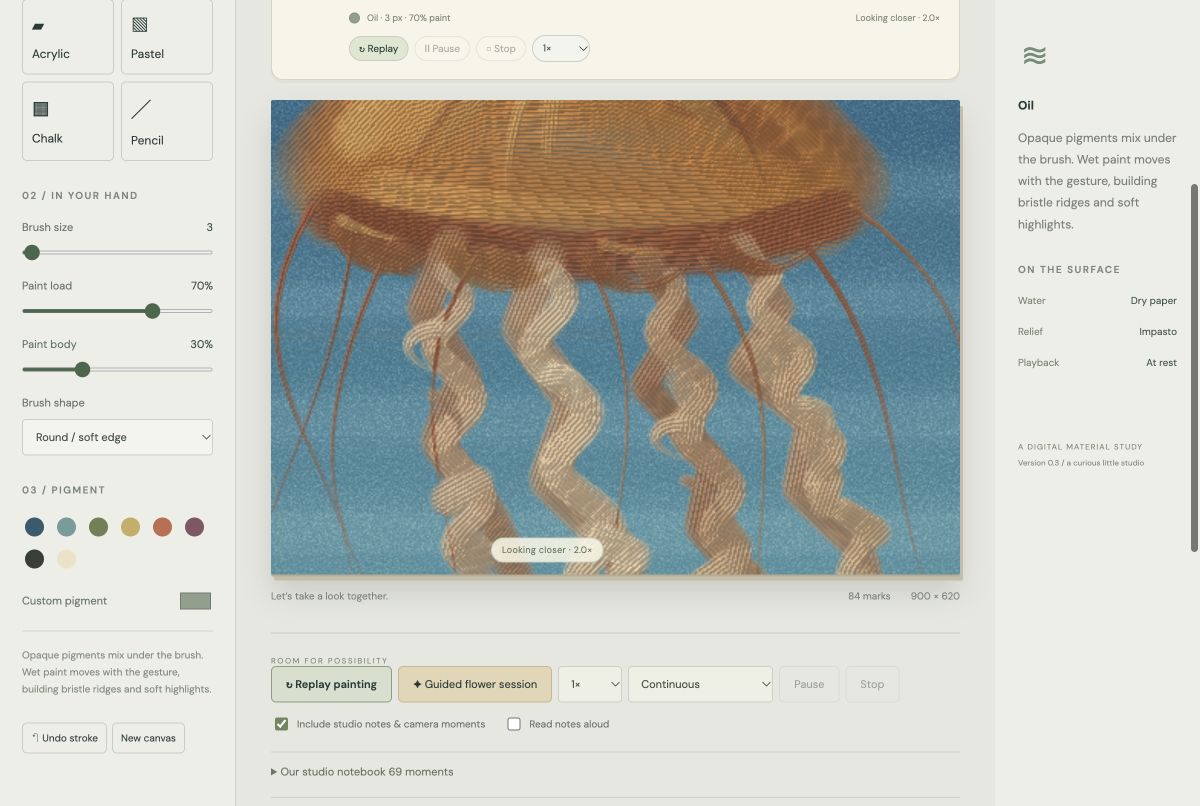 Acrylic
Pastel
Chalk
Pencil
02 / IN YOUR HAND
Brush size 3
Paint load 70%
Paint body 30%
Brush shape
Round / soft edge
03 / PIGMENT
Custom pigment
Opaque pigments mix under the brush.
Wet paint moves with the gesture,
building bristle ridges and soft highlights.
Undo stroke
New canvas
Oil · 3 px · 70% paint
Looking closer · 2.0×
↻ Replay
II Pause
□ Stop
1×
Looking closer · 2.0×
Let's take a look together.
84 marks
900 × 620
ROOM FOR POSSIBILITY
↻ Replay painting
✦ Guided flower session
1×
Continuous
Pause
Stop
Include studio notes & camera moments
Read notes aloud
▶ Our studio notebook 69 moments
Oil
Opaque pigments mix under
the brush. Wet paint moves
with the gesture, building
bristle ridges and soft
highlights.
ON THE SURFACE
Water Dry paper
Relief Impasto
Playback At rest
A DIGITAL MATERIAL STUDY
Version 0.3 / a curious little studio